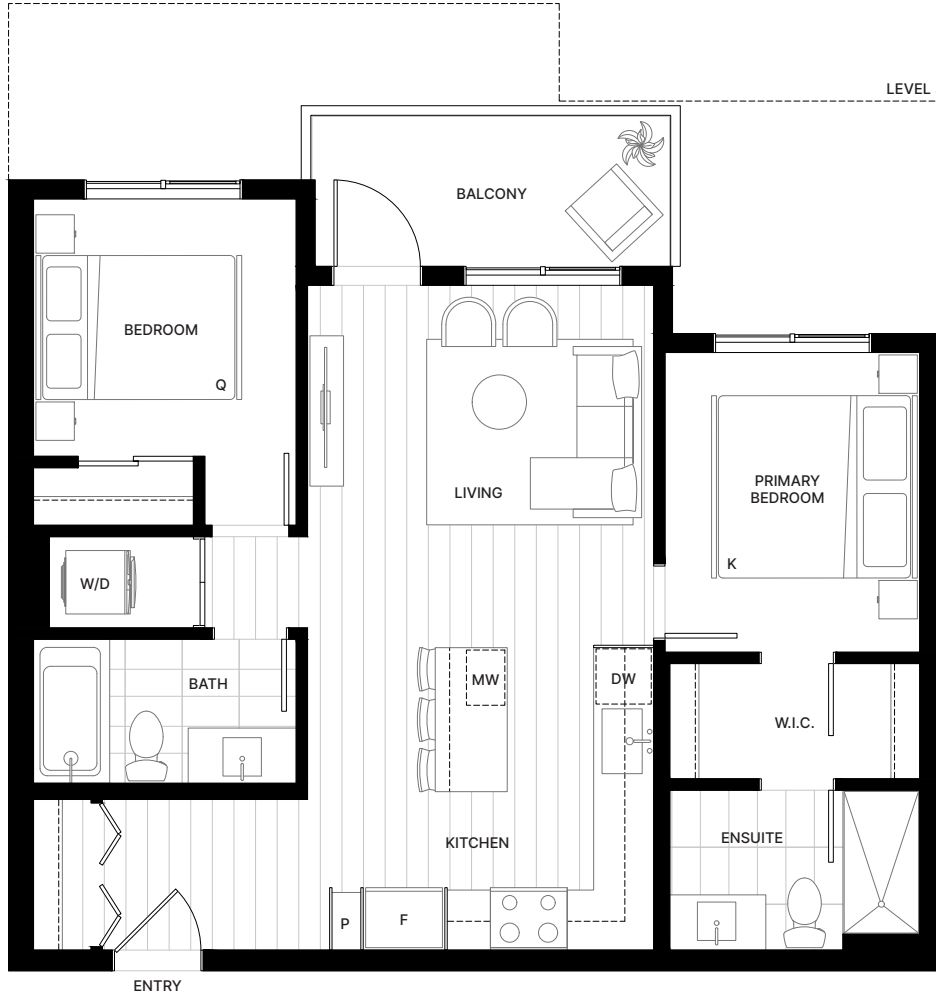 LEVEL
BALCONY
BEDROOM
Q
LIVING
PRIMARY
BEDROOM
K
W/D
BATH
MW
DW
W.I.C.
KITCHEN
ENSUITE
P
F
ENTRY